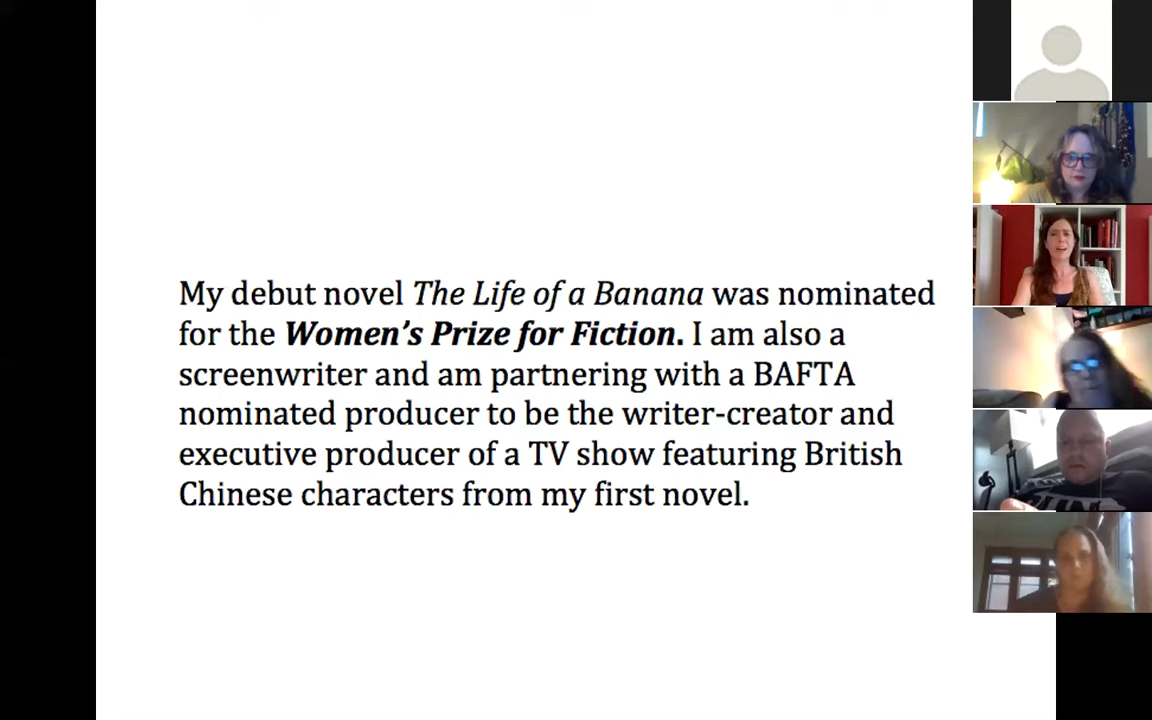 My debut novel The Life of a Banana was nominated
for the Women’s Prize for Fiction. I am also a
screenwriter and am partnering with a BAFTA
nominated producer to be the writer-creator and
executive producer of a TV show featuring British
Chinese characters from my first novel.